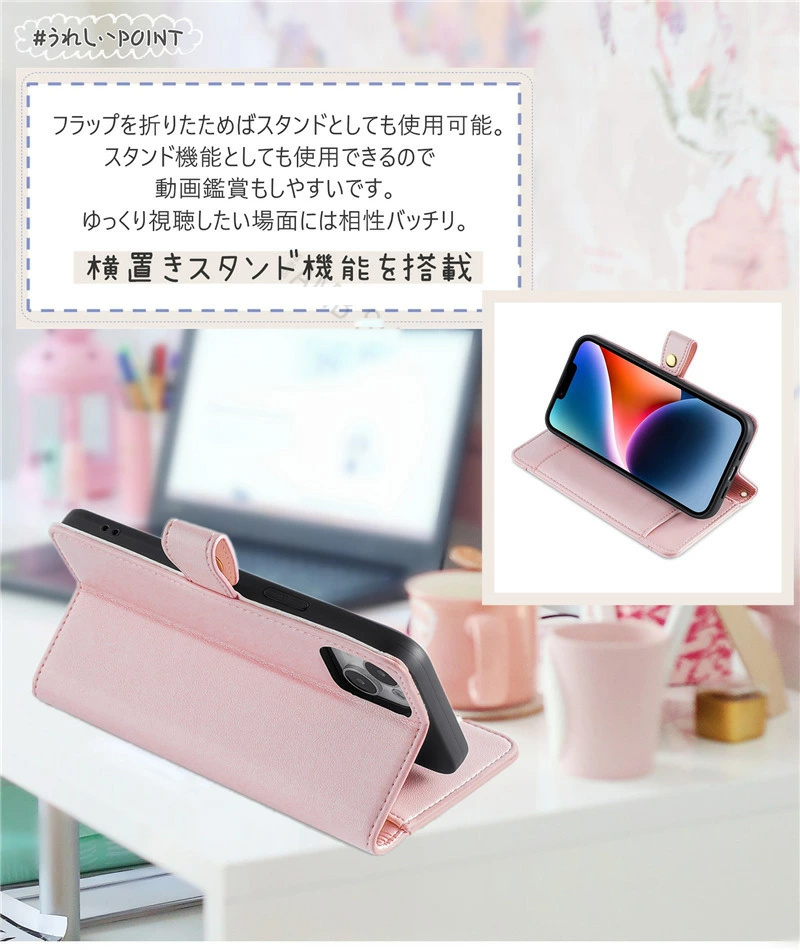 #うれしいPOINT
フラップを折りたためばスタンドとしても使用可能。
スタンド機能としても使用できるので
動画鑑賞もしやすいです。
ゆっくり視聴したい場面には相性バッチリ。
横置きスタンド機能を搭載